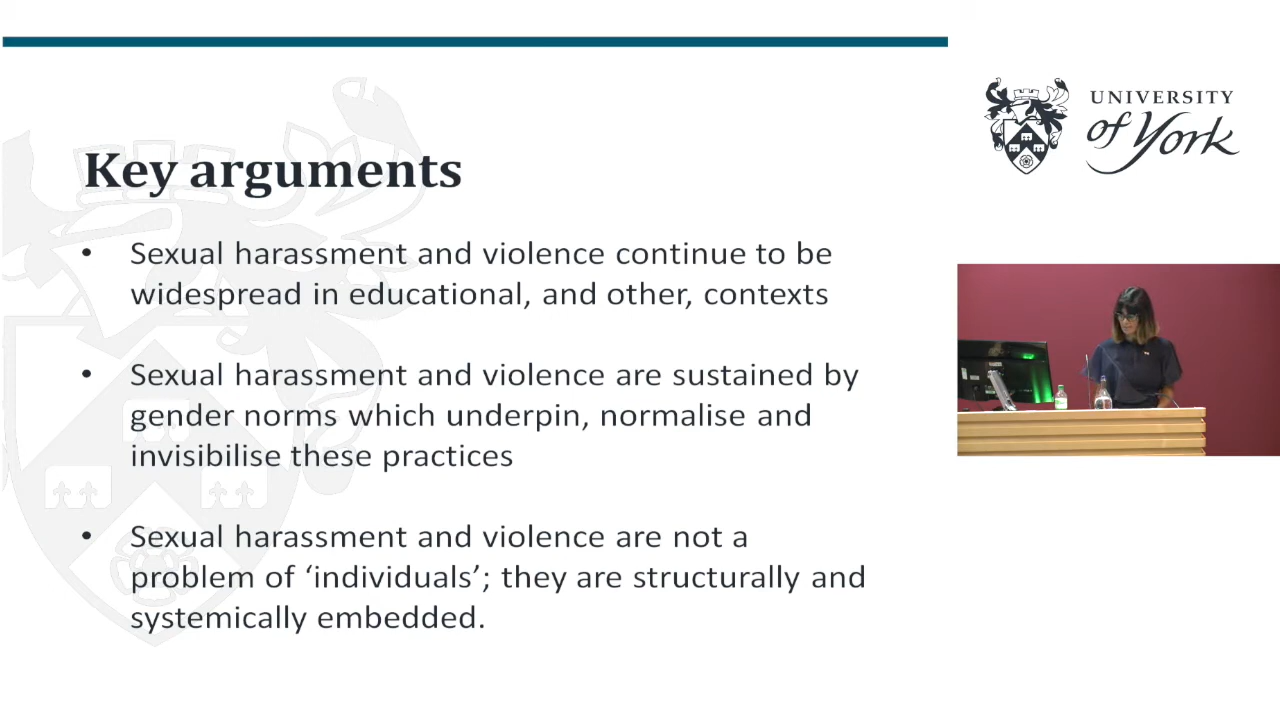 Key arguments
• Sexual harassment and violence continue to be
widespread in educational, and other, contexts
• Sexual harassment and violence are sustained by
gender norms which underpin, normalise and
invisibilise these practices
• Sexual harassment and violence are not a
problem of ‘individuals’; they are structurally and
systemically embedded.
UNIVERSITY
of York